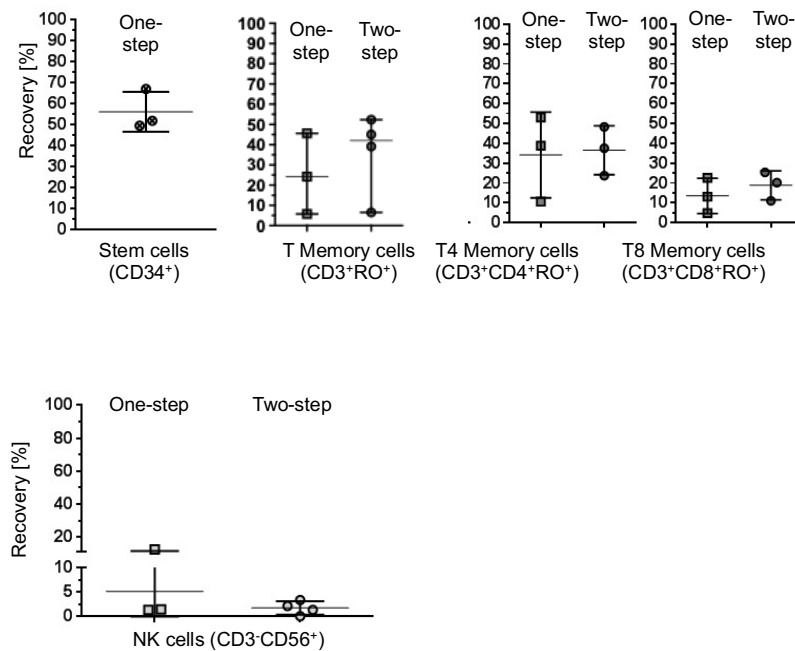 One-
step
Recovery [%]
100
90
80
70
60
50
40
30
20
10
0
Stem cells
(CD34⁺)
One-
step
Two-
step
100
90
80
70
60
50
40
30
20
10
0
T Memory cells
(CD3⁺RO⁺)
One-
step
Two-
step
100
90
80
70
60
50
40
30
20
10
0
T4 Memory cells
(CD3⁺CD4⁺RO⁺)
One-
step
Two-
step
100
90
80
70
60
50
40
30
20
10
0
T8 Memory cells
(CD3⁺CD8⁺RO⁺)
One-step
Two-step
Recovery [%]
100
80
60
40
20
10
5
0
NK cells (CD3⁻CD56⁺)